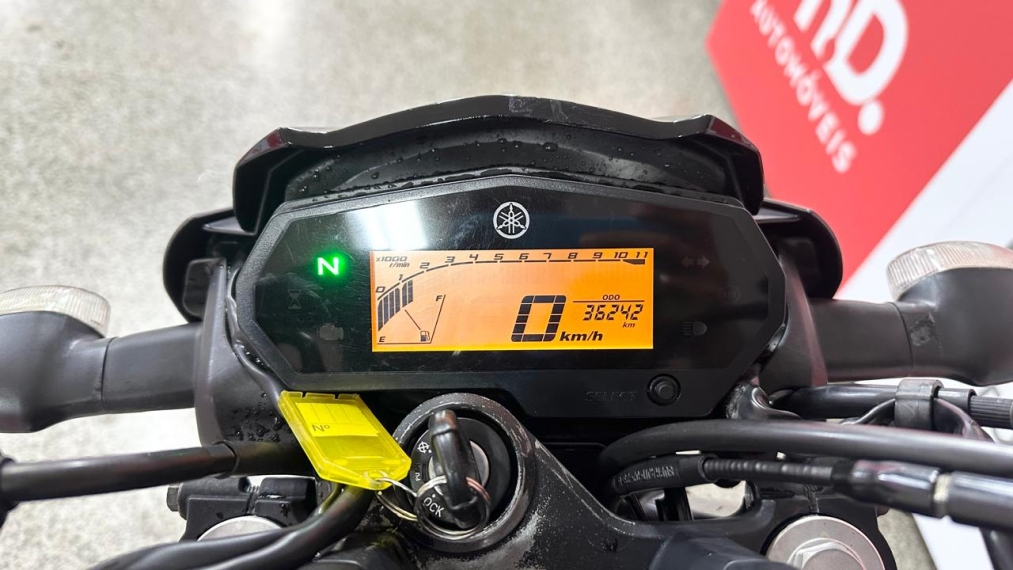 D.
AUTOMÓVEIS
N
x1000
r/min
0 1 2 3 4 5 6 7 8 9 10 11
F
E
0 km/h
ODO
36242
km
SELECT
Nº
LOCK